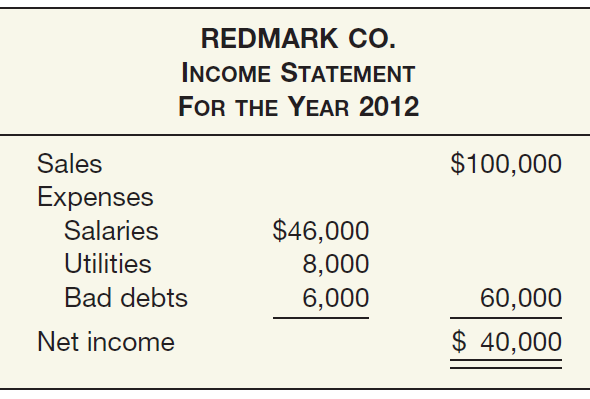 REDMARK CO.
INCOME STATEMENT
FOR THE YEAR 2012
Sales $100,000
Expenses
Salaries $46,000
Utilities 8,000
Bad debts 6,000 60,000
Net income $ 40,000